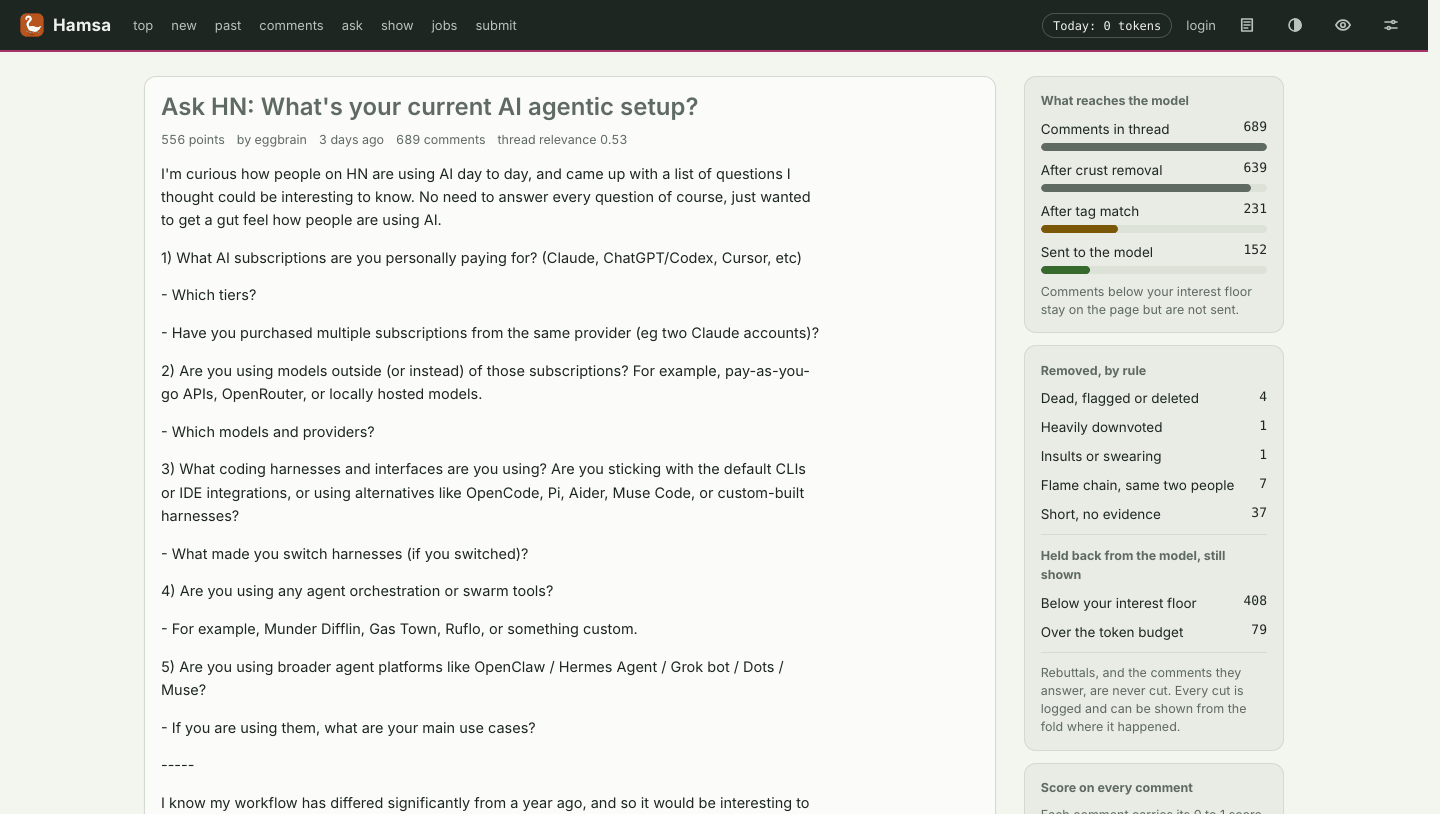 Hamsa top new past comments ask show jobs submit Today: 0 tokens login
Ask HN: What's your current AI agentic setup?
556 points by eggbrain 3 days ago 689 comments thread relevance 0.53
I'm curious how people on HN are using AI day to day, and came up with a list of questions I
thought could be interesting to know. No need to answer every question of course, just wanted
to get a gut feel how people are using AI.
1) What AI subscriptions are you personally paying for? (Claude, ChatGPT/Codex, Cursor, etc)
- Which tiers?
- Have you purchased multiple subscriptions from the same provider (eg two Claude accounts)?
2) Are you using models outside (or instead) of those subscriptions? For example, pay-as-you-
go APIs, OpenRouter, or locally hosted models.
- Which models and providers?
3) What coding harnesses and interfaces are you using? Are you sticking with the default CLIs
or IDE integrations, or using alternatives like OpenCode, Pi, Aider, Muse Code, or custom-built
harnesses?
- What made you switch harnesses (if you switched)?
4) Are you using any agent orchestration or swarm tools?
- For example, Munder Difflin, Gas Town, Ruflo, or something custom.
5) Are you using broader agent platforms like OpenClaw / Hermes Agent / Grok bot / Dots /
Muse?
- If you are using them, what are your main use cases?
-----
I know my workflow has differed significantly from a year ago, and so it would be interesting to
What reaches the model
Comments in thread 689
After crust removal 639
After tag match 231
Sent to the model 152
Comments below your interest floor
stay on the page but are not sent.
Removed, by rule
Dead, flagged or deleted 4
Heavily downvoted 1
Insults or swearing 1
Flame chain, same two people 7
Short, no evidence 37
Held back from the model, still
shown
Below your interest floor 408
Over the token budget 79
Rebuttals, and the comments they
answer, are never cut. Every cut is
logged and can be shown from the
fold where it happened.
Score on every comment
Each comment carries its 0 to 1 score